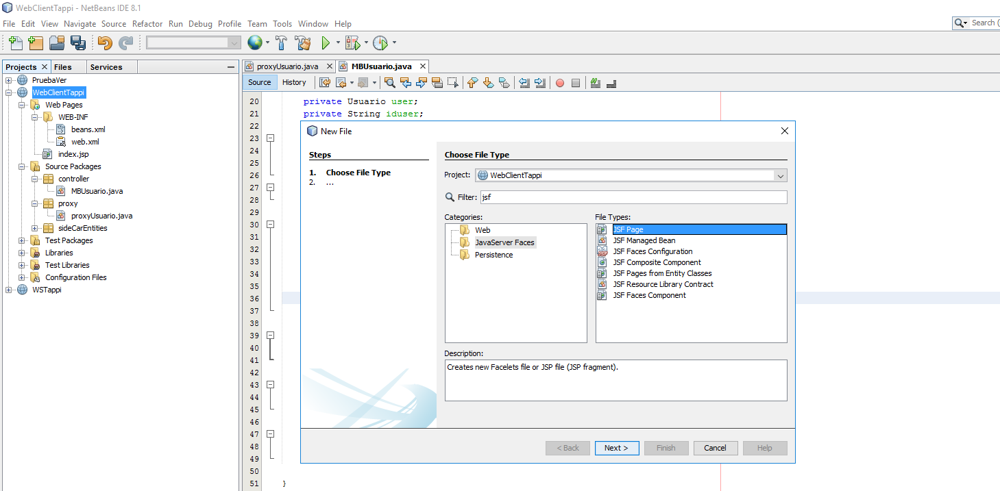 WebClientTappi - NetBeans IDE 8.1
File Edit View Navigate Source Refactor Run Debug Profile Team Tools Window Help
Search (
Projects Files Services
proxyUsuario.java MBUsuario.java
Source History
PruebaVer
WebClientTappi
Web Pages
WEB-INF
beans.xml
web.xml
index.jsp
Source Packages
controller
MBUsuario.java
proxy
proxyUsuario.java
sideCarEntities
Test Packages
Libraries
Test Libraries
Configuration Files
WSTappi
20 private Usuario user;
21 private String iduser;
22
23
24
25
26
27
28
29
30
31
32
33
34
35
36
37
38
39
40
41
42
43
44
45
46
47
48
49
50
51 }
New File
Steps
1. Choose File Type
2. ...
Choose File Type
Project: WebClientTappi
Filter: jsf
Categories:
Web
JavaServer Faces
Persistence
File Types:
JSF Page
JSF Managed Bean
JSF Faces Configuration
JSF Composite Component
JSF Pages from Entity Classes
JSF Resource Library Contract
JSF Faces Component
Description:
Creates new Facelets file or JSP file (JSP fragment).
< Back Next > Finish Cancel Help